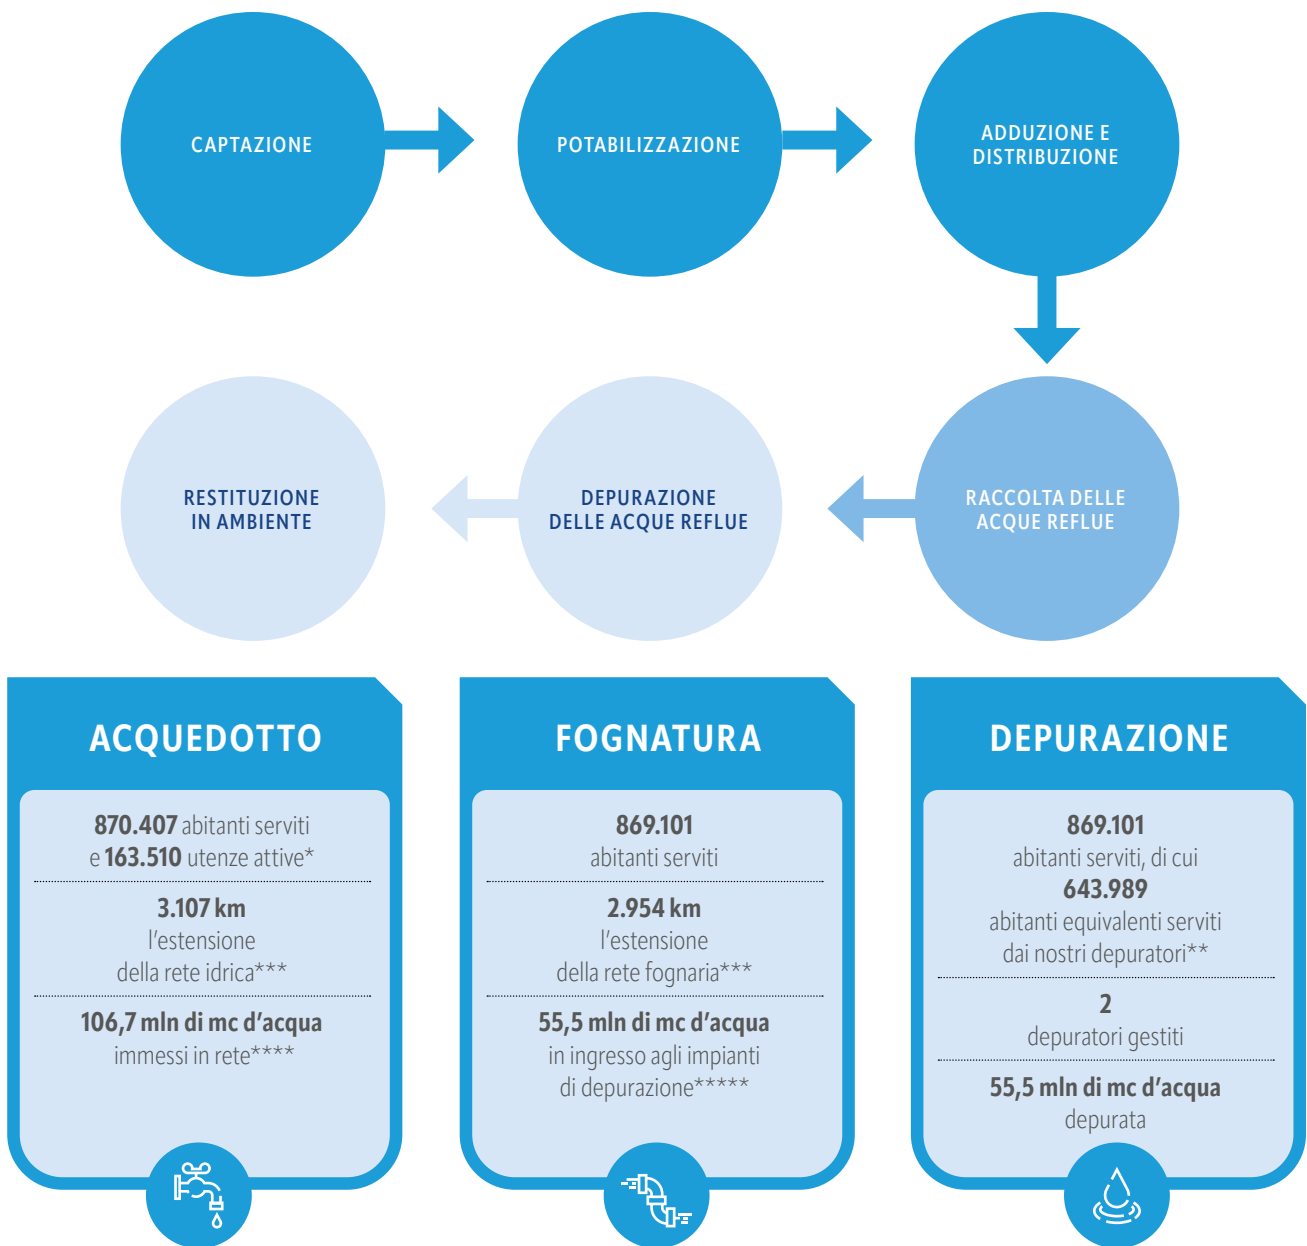 CAPTAZIONE
POTABILIZZAZIONE
ADDUZIONE E
DISTRIBUZIONE
RESTITUZIONE
IN AMBIENTE
DEPURAZIONE
DELLE ACQUE REFLUE
RACCOLTA DELLE
ACQUE REFLUE
ACQUEDOTTO
870.407 abitanti serviti
e 163.510 utenze attive*
3.107 km
l'estensione
della rete idrica***
106,7 mln di mc d'acqua
immessi in rete****
FOGNATURA
869.101
abitanti serviti
2.954 km
l'estensione
della rete fognaria***
55,5 mln di mc d'acqua
in ingresso agli impianti
di depurazione*****
DEPURAZIONE
869.101
abitanti serviti, di cui
643.989
abitanti equivalenti serviti
dai nostri depuratori**
2
depuratori gestiti
55,5 mln di mc d'acqua
depurata